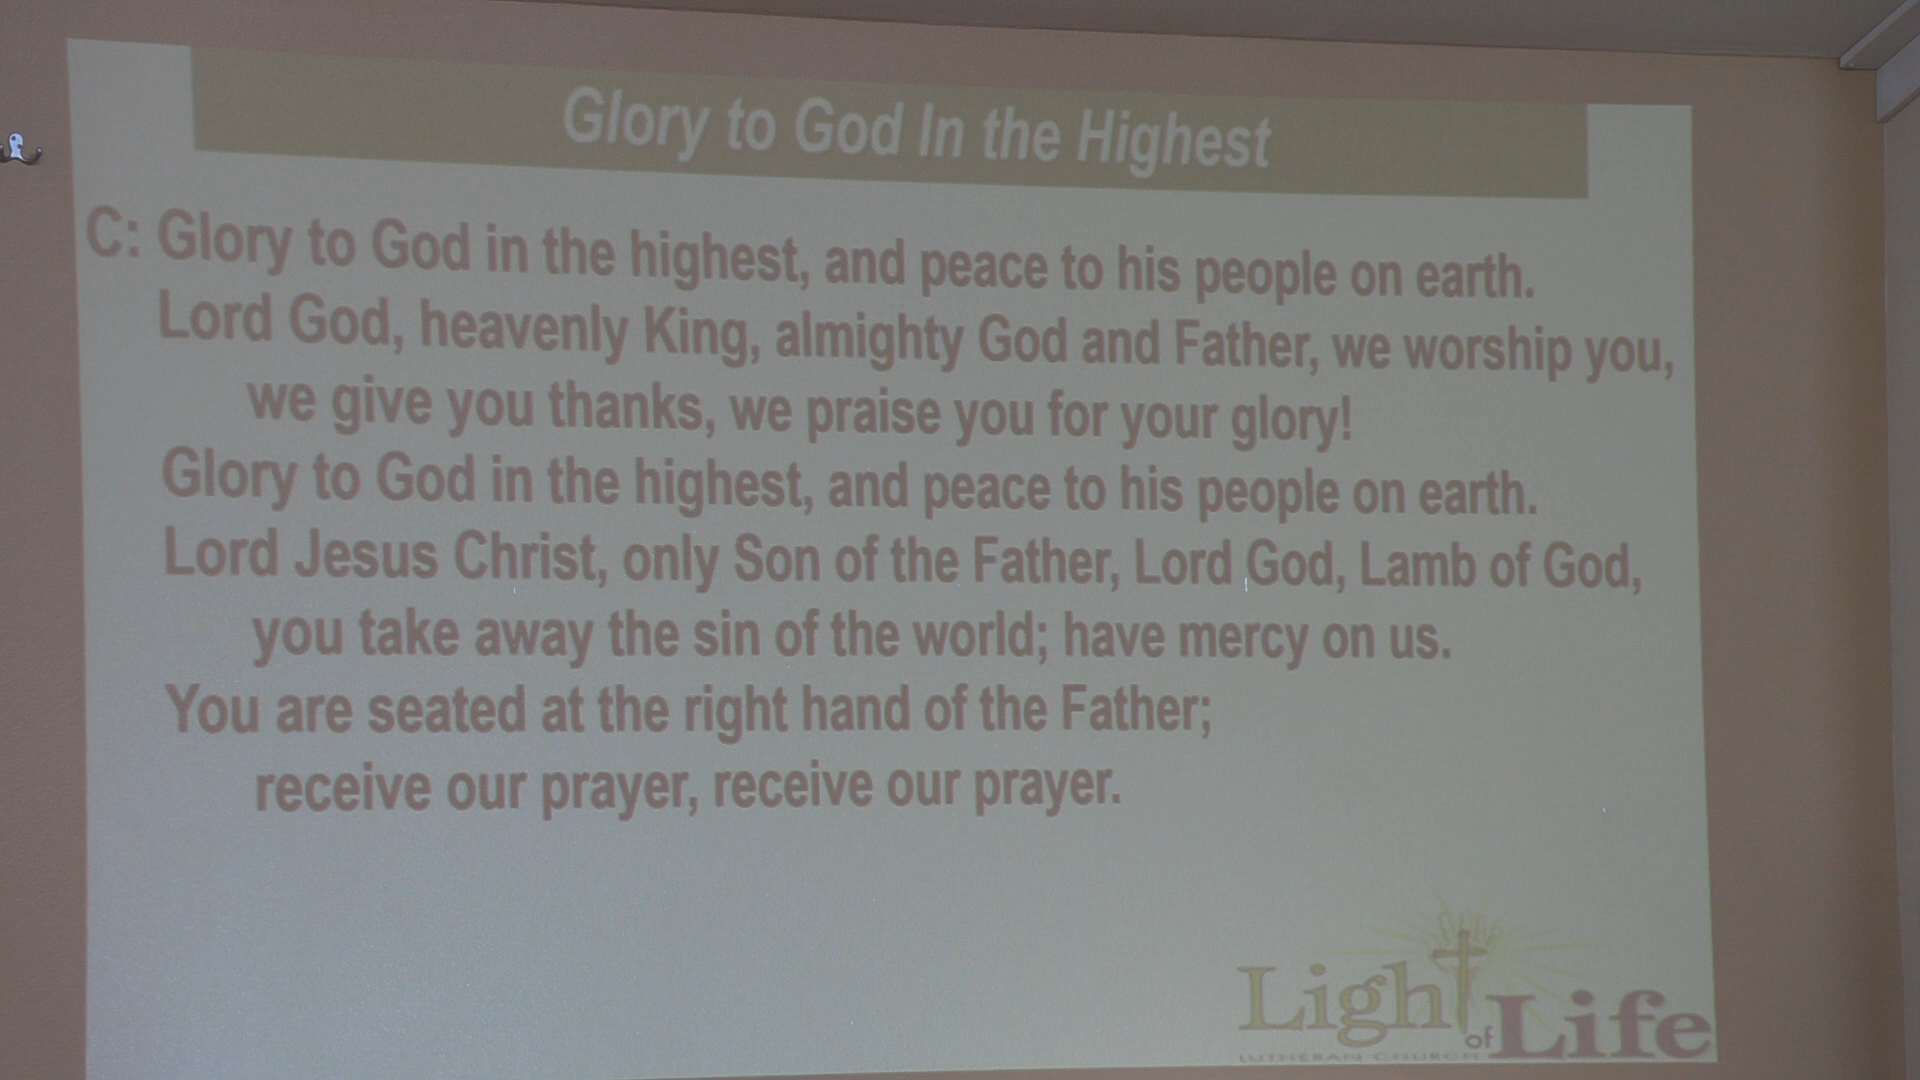 Glory to God In the Highest
C: Glory to God in the highest, and peace to his people on earth.
Lord God, heavenly King, almighty God and Father, we worship you,
we give you thanks, we praise you for your glory!
Glory to God in the highest, and peace to his people on earth.
Lord Jesus Christ, only Son of the Father, Lord God, Lamb of God,
you take away the sin of the world; have mercy on us.
You are seated at the right hand of the Father;
receive our prayer, receive our prayer.
Light of Life
LUTHERAN CHURCH